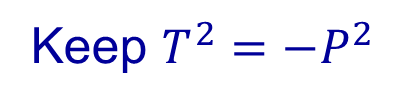 Keep 𝑇² = −𝑃²